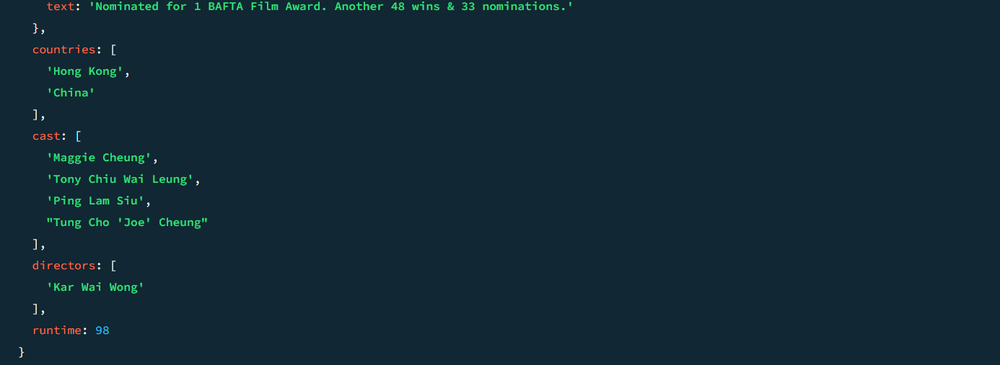 text: 'Nominated for 1 BAFTA Film Award. Another 48 wins & 33 nominations.'
},
countries: [
'Hong Kong',
'China'
],
cast: [
'Maggie Cheung',
'Tony Chiu Wai Leung',
'Ping Lam Siu',
"Tung Cho 'Joe' Cheung"
],
directors: [
'Kar Wai Wong'
],
runtime: 98
}